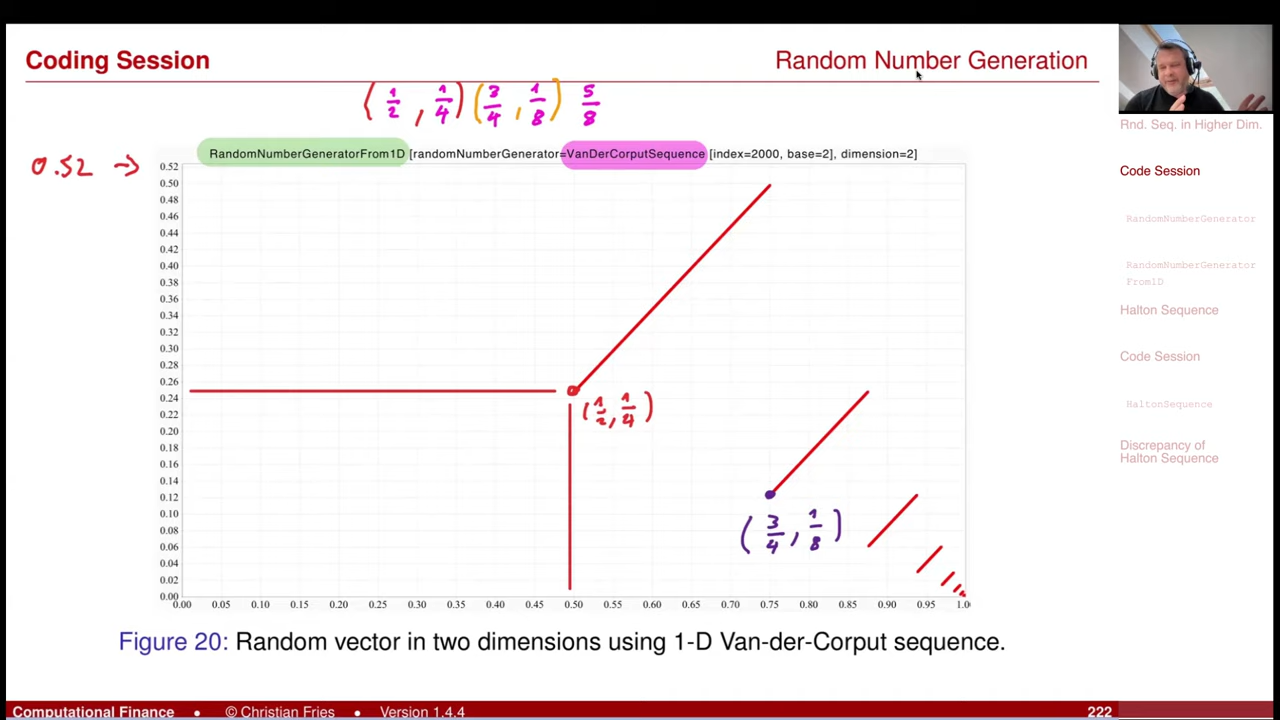 Coding Session
Random Number Generation
(1/2, 1/4) (3/4, 1/8) 5/8
RandomNumberGeneratorFrom1D [randomNumberGenerator=VanDerCorputSequence [index=2000, base=2], dimension=2]
0.52 →
0.52
0.50
0.48
0.46
0.44
0.42
0.40
0.38
0.36
0.34
0.32
0.30
0.28
0.26
0.24
0.22
0.20
0.18
0.16
0.14
0.12
0.10
0.08
0.06
0.04
0.02
0.00
(1/2, 1/4)
(3/4, 1/8)
0.00 0.05 0.10 0.15 0.20 0.25 0.30 0.35 0.40 0.45 0.50 0.55 0.60 0.65 0.70 0.75 0.80 0.85 0.90 0.95 1.0
Figure 20: Random vector in two dimensions using 1-D Van-der-Corput sequence.
Rnd. Seq. in Higher Dim.
Code Session
RandomNumberGenerator
RandomNumberGenerator
From1D
Halton Sequence
Code Session
HaltonSequence
Discrepancy of
Halton Sequence
Computational Finance • © Christian Fries • Version 1.4.4
222